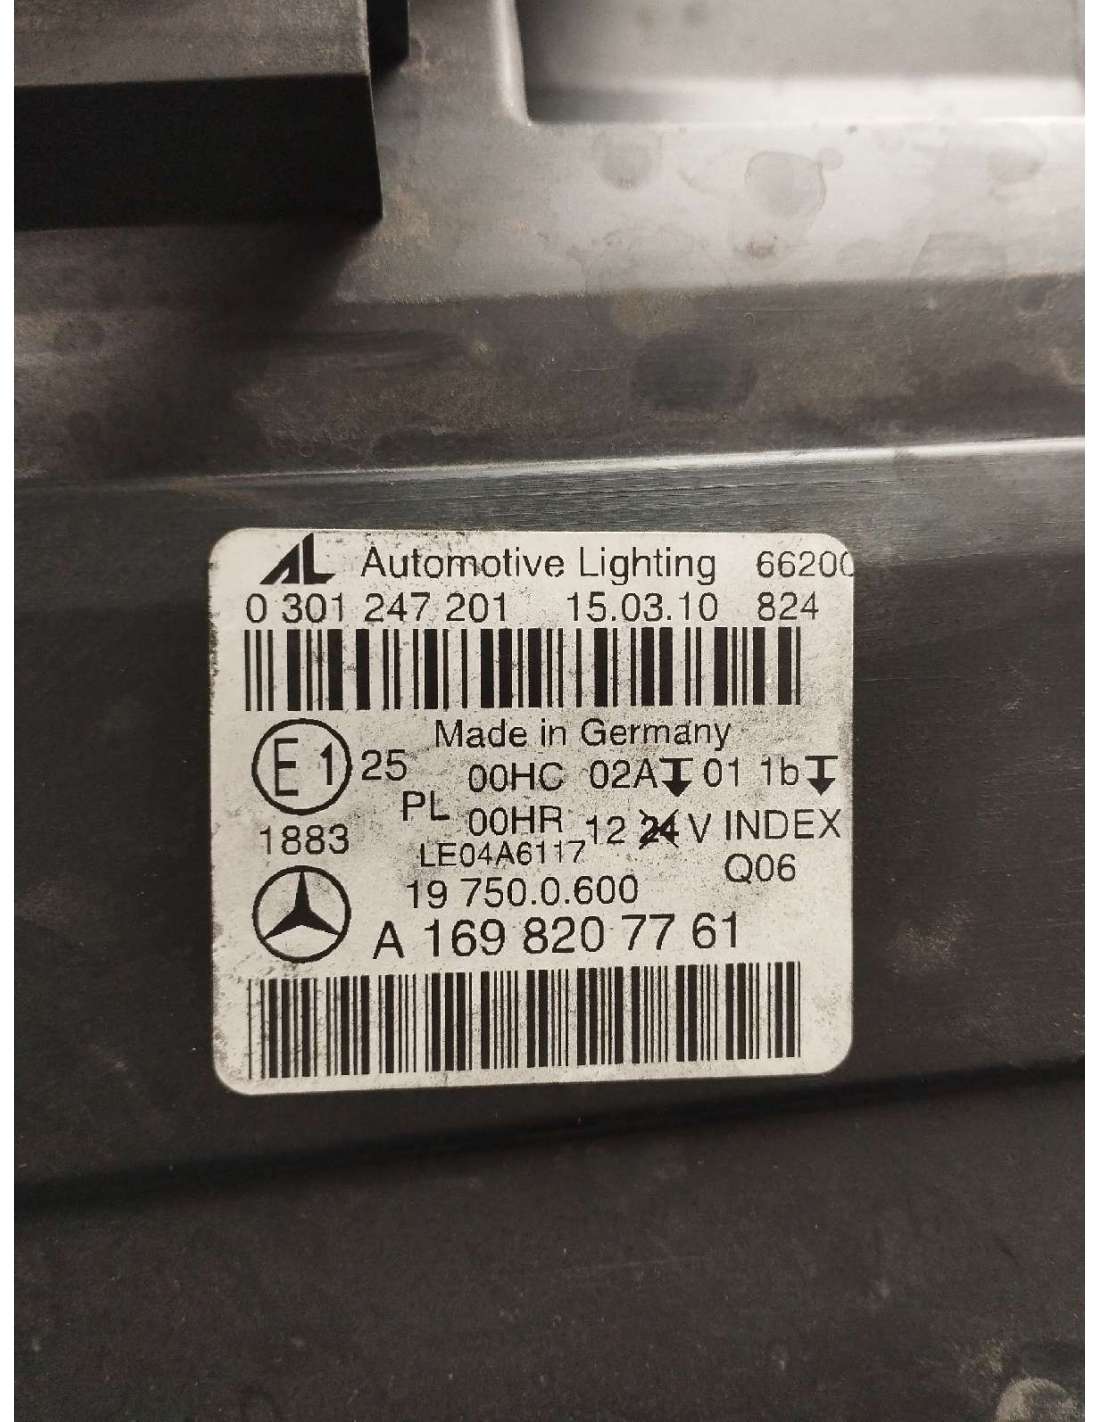 AL Automotive Lighting 66200
0 301 247 201 15.03.10 824
Made in Germany
E1 25 00HC 02A 01 1b
PL 00HR 12 24 V INDEX
1883 LE04A6117 Q06
19 750.0.600
A 169 820 77 61